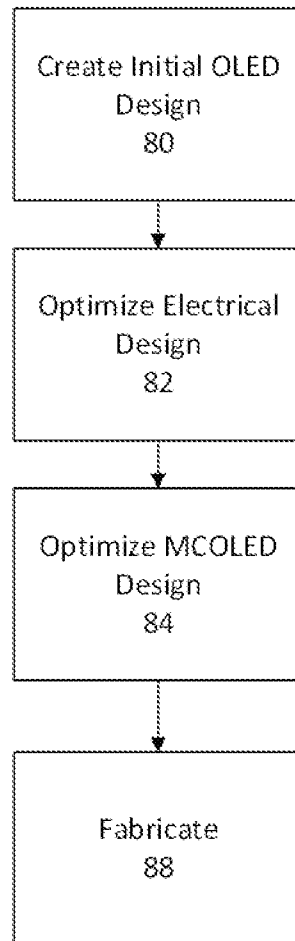 Create Initial OLED
Design
80
Optimize Electrical
Design
82
Optimize MCOLED
Design
84
Fabricate
88